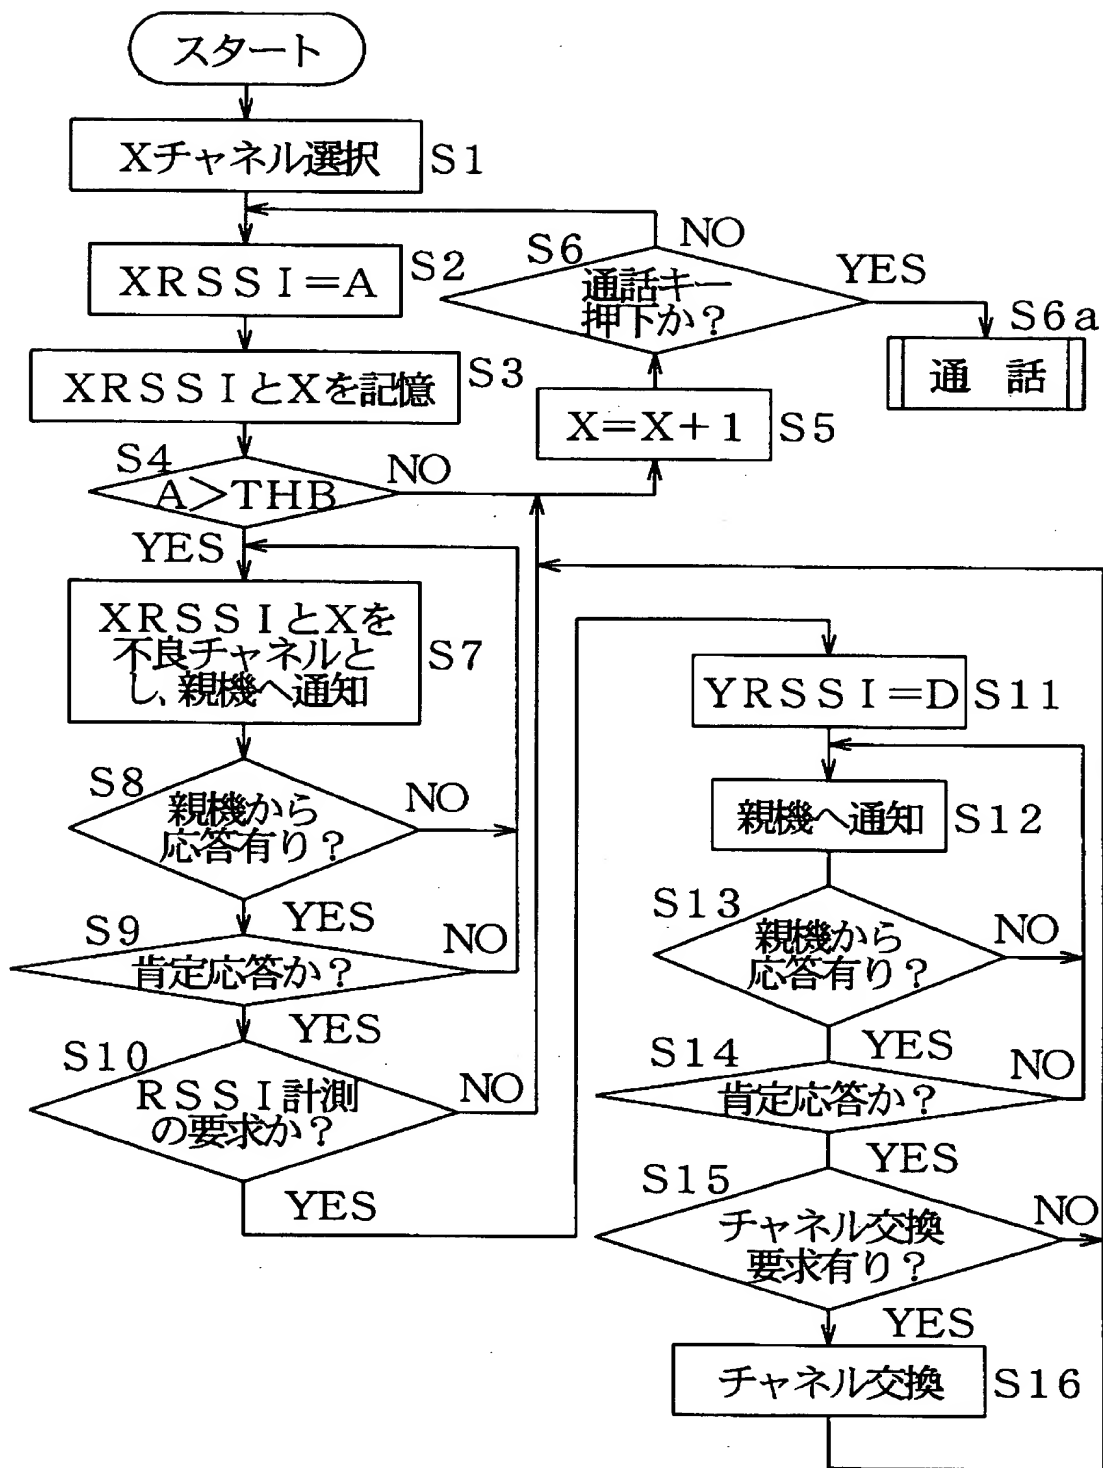 スタート
Xチャネル選択
S1
XRSSI=A
S2
XRSSIとXを記憶
S3
S4
A>THB
NO
YES
X=X+1
S5
S6
通話キー
押下か?
NO
YES
S6a
通 話
XRSSIとXを
不良チャネルと
し、親機へ通知
S7
S8
親機から
応答有り?
NO
YES
S9
肯定応答か?
NO
YES
S10
RSSI計測
の要求か?
NO
YES
YRSSI=D
S11
親機へ通知
S12
S13
親機から
応答有り?
NO
YES
S14
肯定応答か?
NO
YES
S15
チャネル交換
要求有り?
NO
YES
チャネル交換
S16